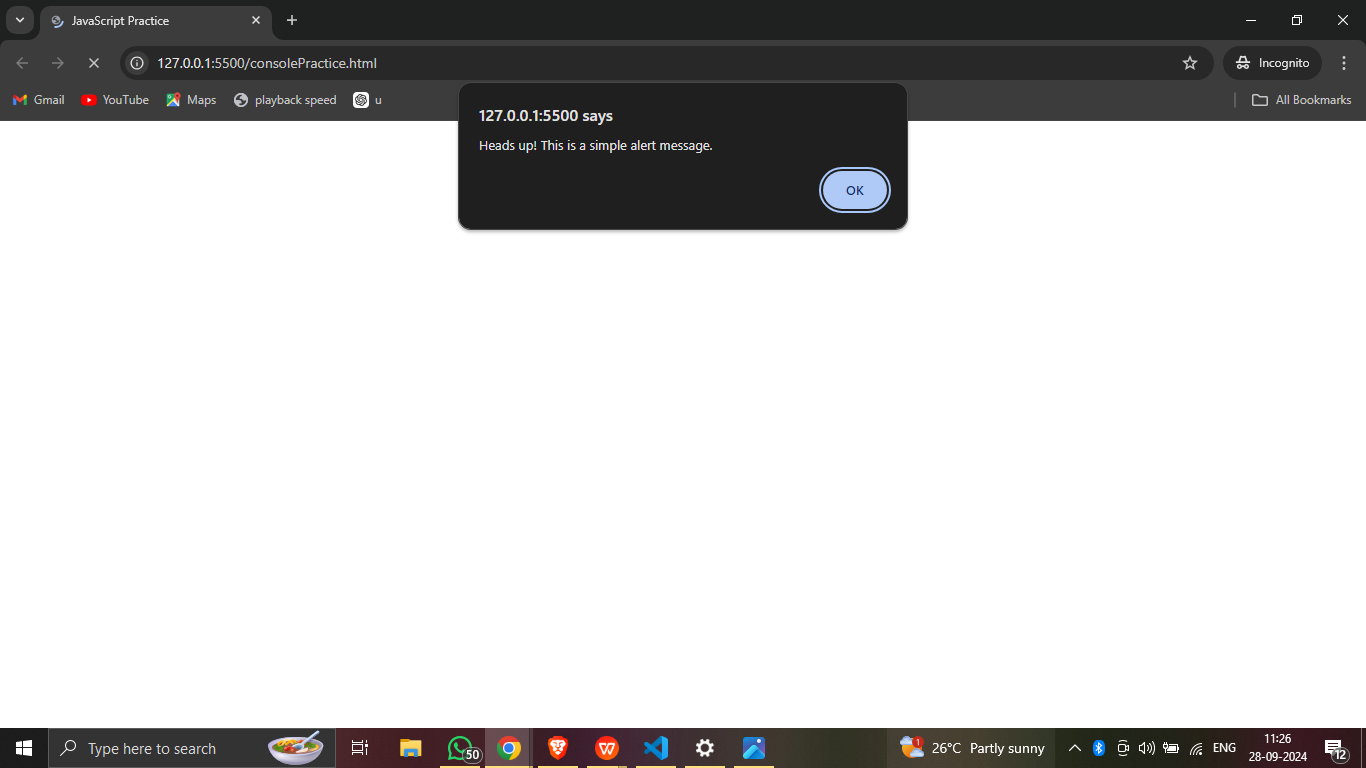 JavaScript Practice
127.0.0.1:5500/consolePractice.html
Incognito
Gmail
YouTube
Maps
playback speed
u
All Bookmarks
127.0.0.1:5500 says
Heads up! This is a simple alert message.
OK
Type here to search
50
1
26°C Partly sunny
ENG
11:26
28-09-2024
12